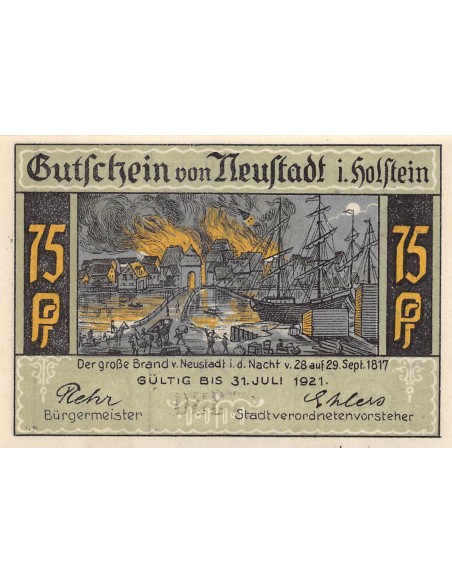 Gutschein von Neustadt i. Holstein
75 Pf
75 Pf
Der große Brand v. Neustadt i. d. Nacht v. 28 auf 29. Sept. 1817
GÜLTIG BIS 31. JULI 1921.
Rehr
Ehlers
Bürgermeister
Stadtverordnetenvorsteher